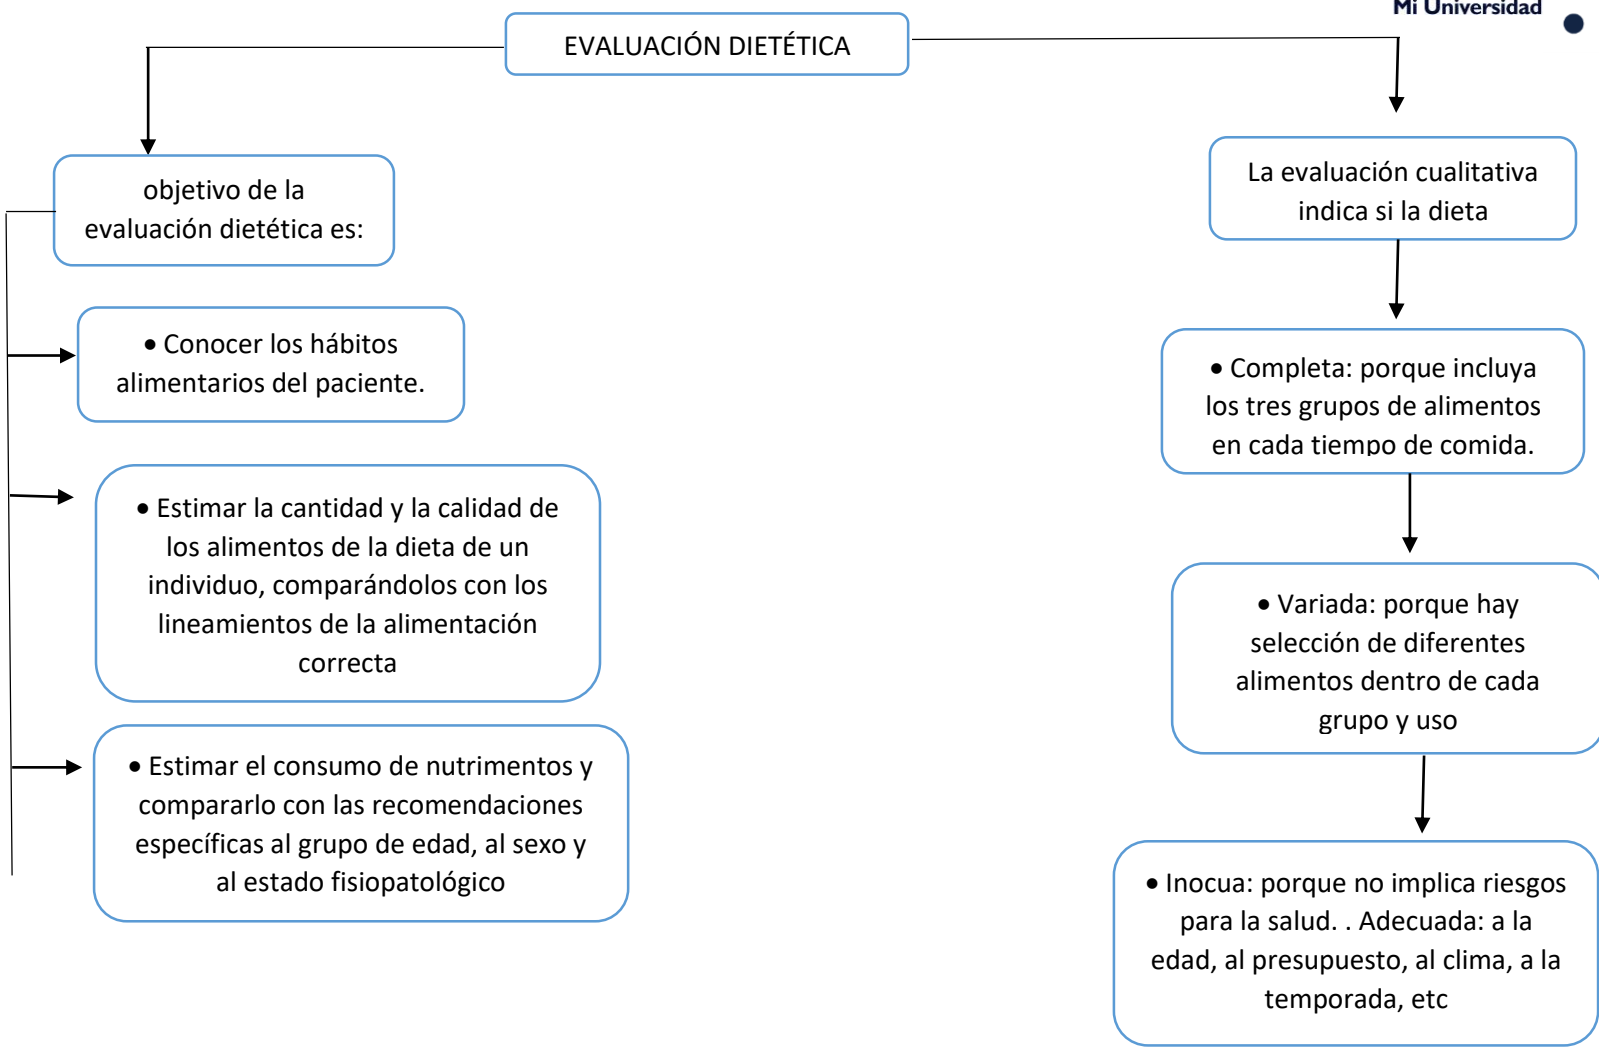 Mi Universidad
EVALUACIÓN DIETÉTICA
objetivo de la
evaluación dietética es:
• Conocer los hábitos
alimentarios del paciente.
• Estimar la cantidad y la calidad de
los alimentos de la dieta de un
individuo, comparándolos con los
lineamientos de la alimentación
correcta
• Estimar el consumo de nutrimentos y
compararlo con las recomendaciones
específicas al grupo de edad, al sexo y
al estado fisiopatológico
La evaluación cualitativa
indica si la dieta
• Completa: porque incluya
los tres grupos de alimentos
en cada tiempo de comida.
• Variada: porque hay
selección de diferentes
alimentos dentro de cada
grupo y uso
• Inocua: porque no implica riesgos
para la salud. . Adecuada: a la
edad, al presupuesto, al clima, a la
temporada, etc